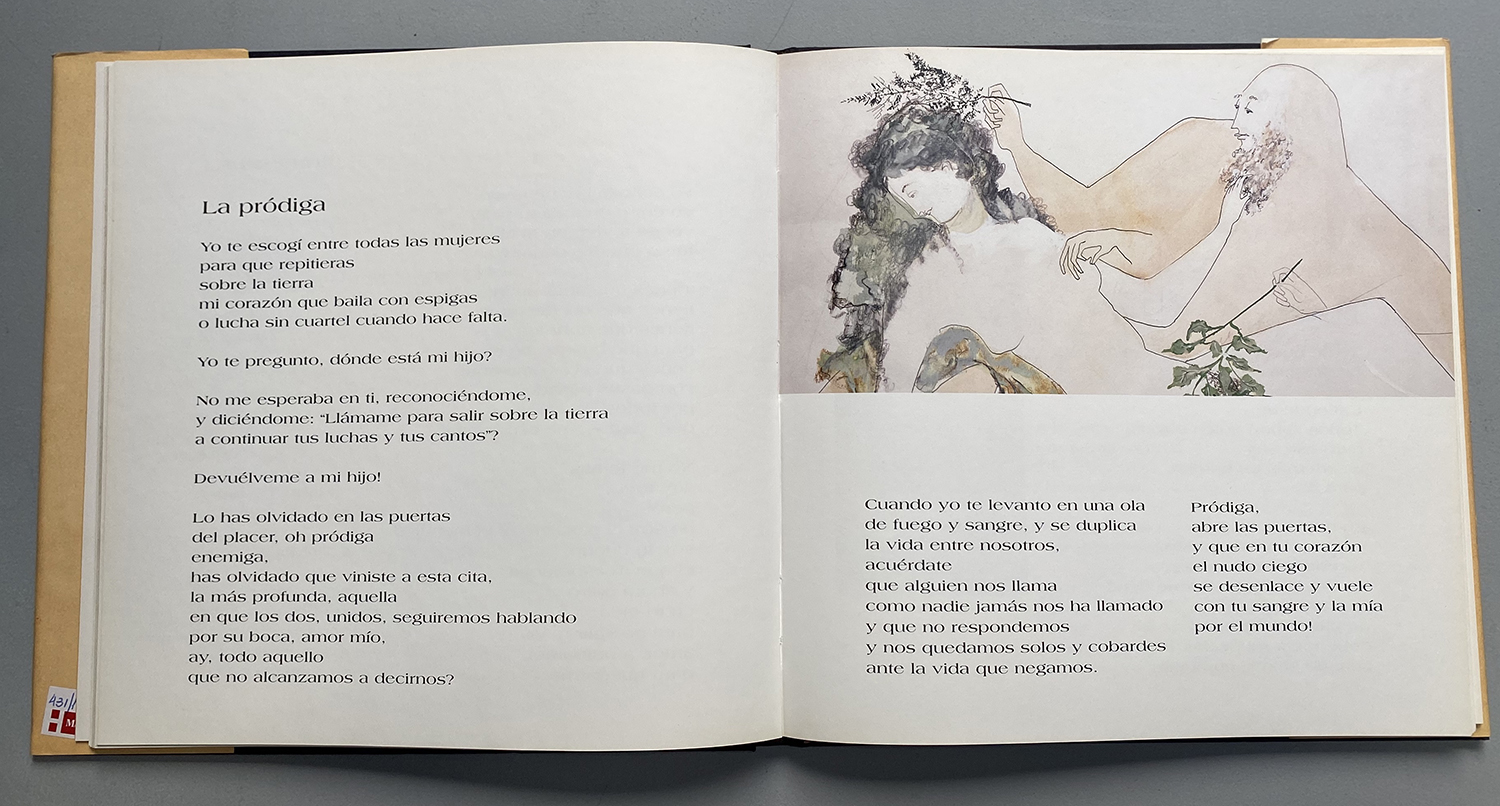 La pródiga
Yo te escogí entre todas las mujeres
para que repitieras
sobre la tierra
mi corazón que baila con espigas
o lucha sin cuartel cuando hace falta.
Yo te pregunto, dónde está mi hijo?
No me esperaba en ti, reconociéndome,
y diciéndome: “Llámame para salir sobre la tierra
a continuar tus luchas y tus cantos”?
Devuélveme a mi hijo!
Lo has olvidado en las puertas
del placer, oh pródiga
enemiga,
has olvidado que viniste a esta cita,
la más profunda, aquella
en que los dos, unidos, seguiremos hablando
por su boca, amor mío,
ay, todo aquello
que no alcanzamos a decirnos?
Cuando yo te levanto en una ola
de fuego y sangre, y se duplica
la vida entre nosotros,
acuérdate
que alguien nos llama
como nadie jamás nos ha llamado
y que no respondemos
y nos quedamos solos y cobardes
ante la vida que negamos.
Pródiga,
abre las puertas,
y que en tu corazón
el nudo ciego
se desenlace y vuele
con tu sangre y la mía
por el mundo!
431/